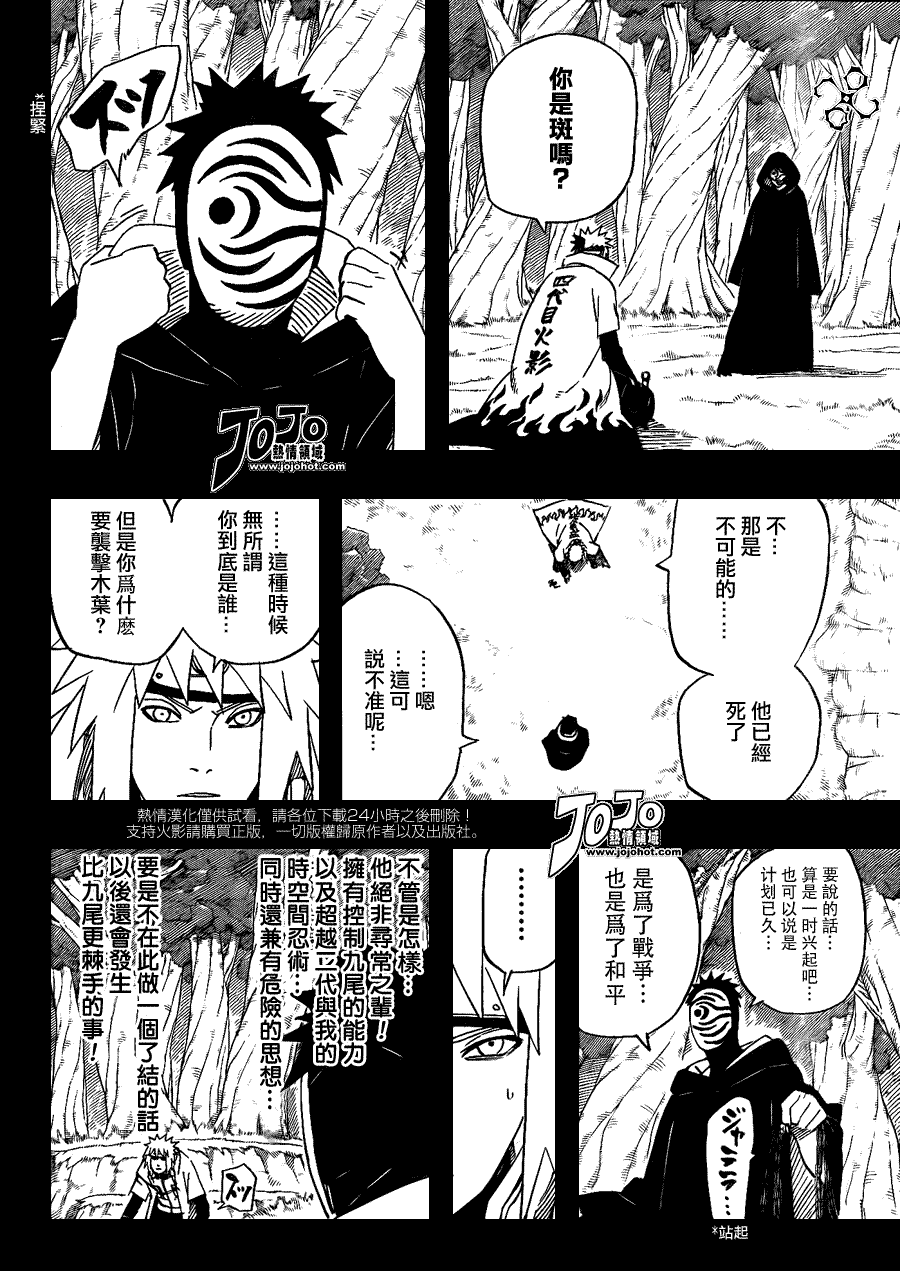 你是斑嗎？
四代目火影
*捏緊
JOJO
熱情領域
www.jojohot.com
不…
那是
不可能的……
他已經
死了
……嗯
…這可
説不准呢…
……這種時候
無所謂
你到底是誰…
但是你爲什麽
要襲擊木葉？
熱情漢化僅供試看，請各位下載24小時之後刪除！
支持火影請購買正版，一切版權歸原作者以及出版社。
JOJO
熱情領域
www.jojohot.com
要說的話…
算是一时兴起吧…
也可以说是
计划已久…
是爲了戰爭…
也是爲了和平
ジャララ…
*站起
………
不管是怎樣…
他絕非尋常之輩！
擁有控制九尾的能力
以及超越二代與我的
時空間忍術…
同時還兼有危險的思想…
要是不在此做一個了結的話
以後還會發生
比九尾更棘手的事！
スッ